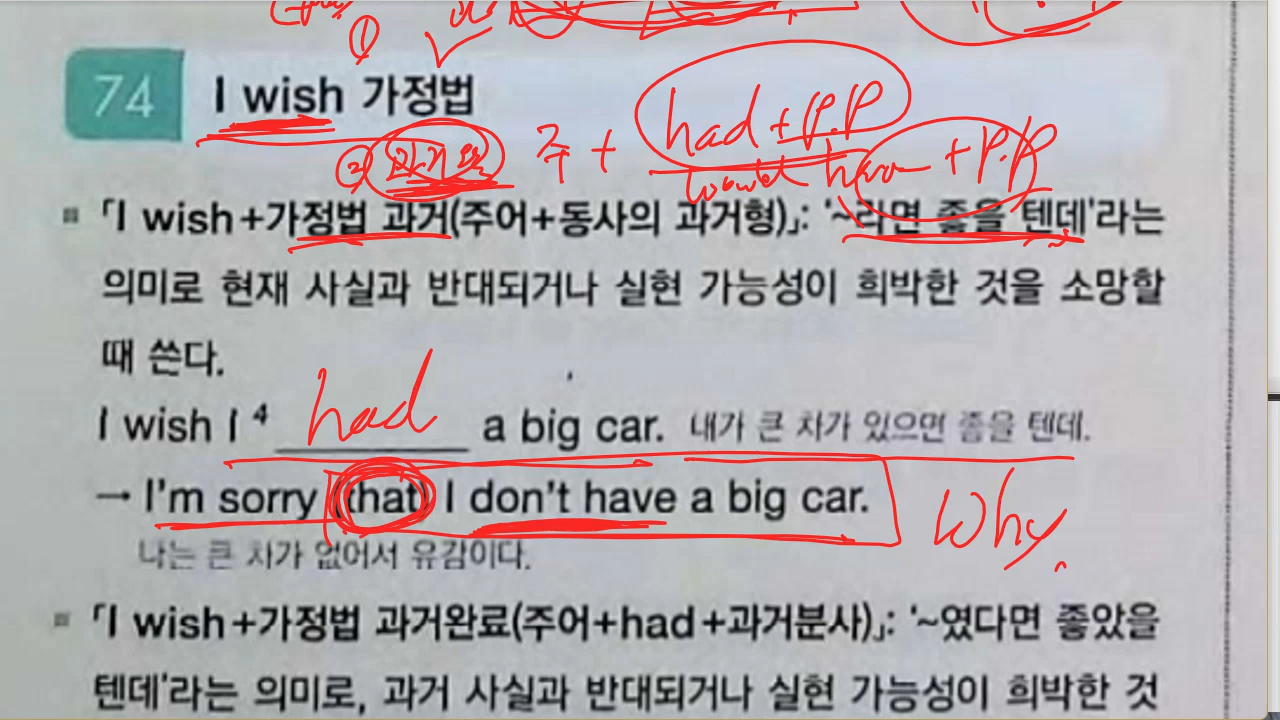 ①
74 I wish 가정법
② 과거 주 + had + p.p
would have + p.p
「I wish+가정법 과거(주어+동사의 과거형)」: ‘~라면 좋을 텐데’라는
의미로 현재 사실과 반대되거나 실현 가능성이 희박한 것을 소망할
때 쓴다.
I wish I ⁴ had a big car. 내가 큰 차가 있으면 좋을 텐데.
→ I'm sorry (that) I don't have a big car. Why.
나는 큰 차가 없어서 유감이다.
「I wish+가정법 과거완료(주어+had+과거분사)」: ‘~였다면 좋았을
텐데’라는 의미로, 과거 사실과 반대되거나 실현 가능성이 희박한 것